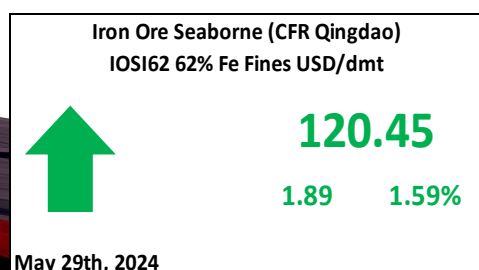 Iron Ore Seaborne (CFR Qingdao)
IOSI62 62% Fe Fines USD/dmt
120.45
1.89 1.59%
May 29th, 2024